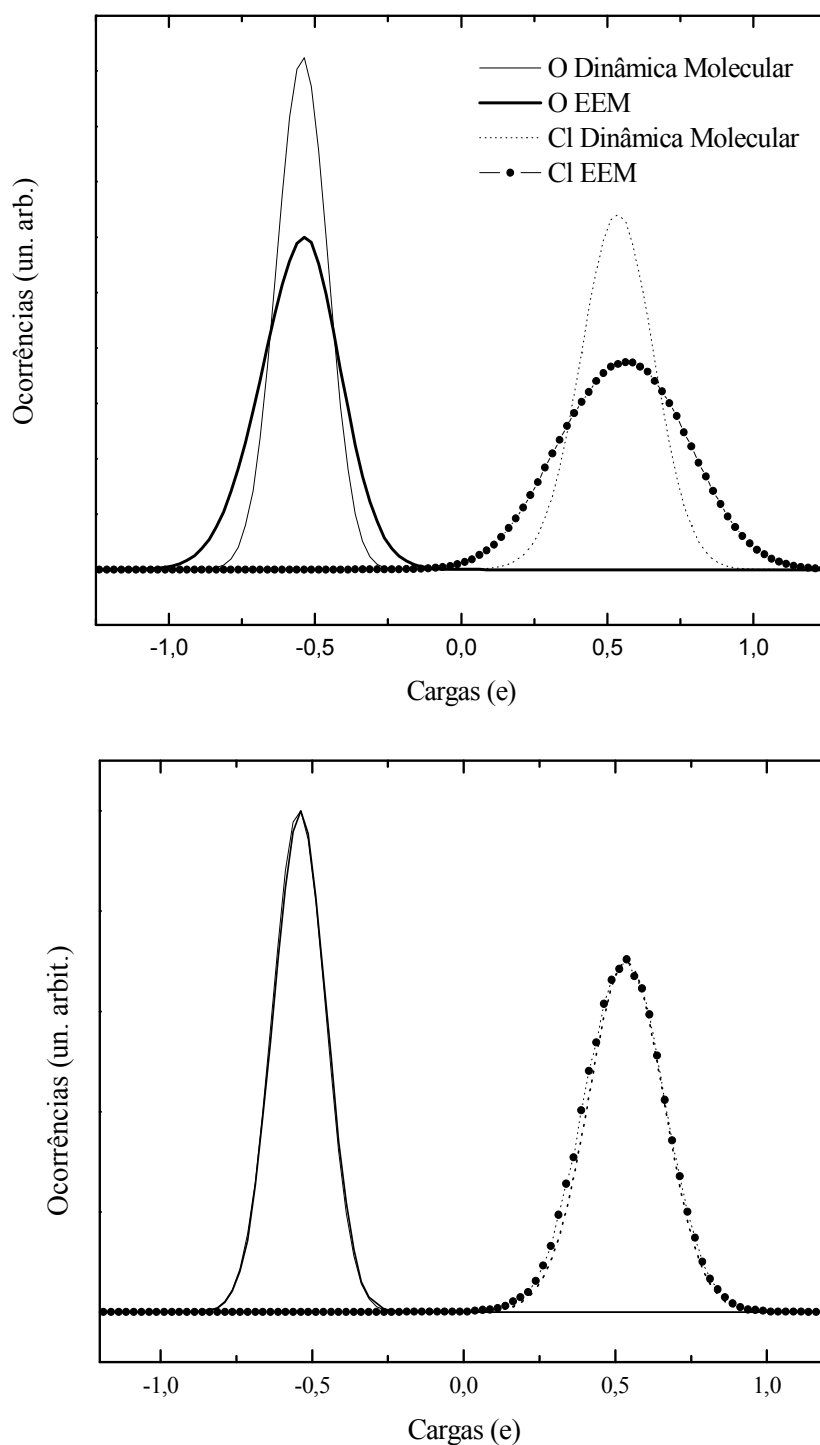 O Dinâmica Molecular
O EEM
Cl Dinâmica Molecular
Cl EEM
Ocorrências (un. arb.)
-1,0 -0,5 0,0 0,5 1,0
Cargas (e)
Ocorrências (un. arbit.)
-1,0 -0,5 0,0 0,5 1,0
Cargas (e)